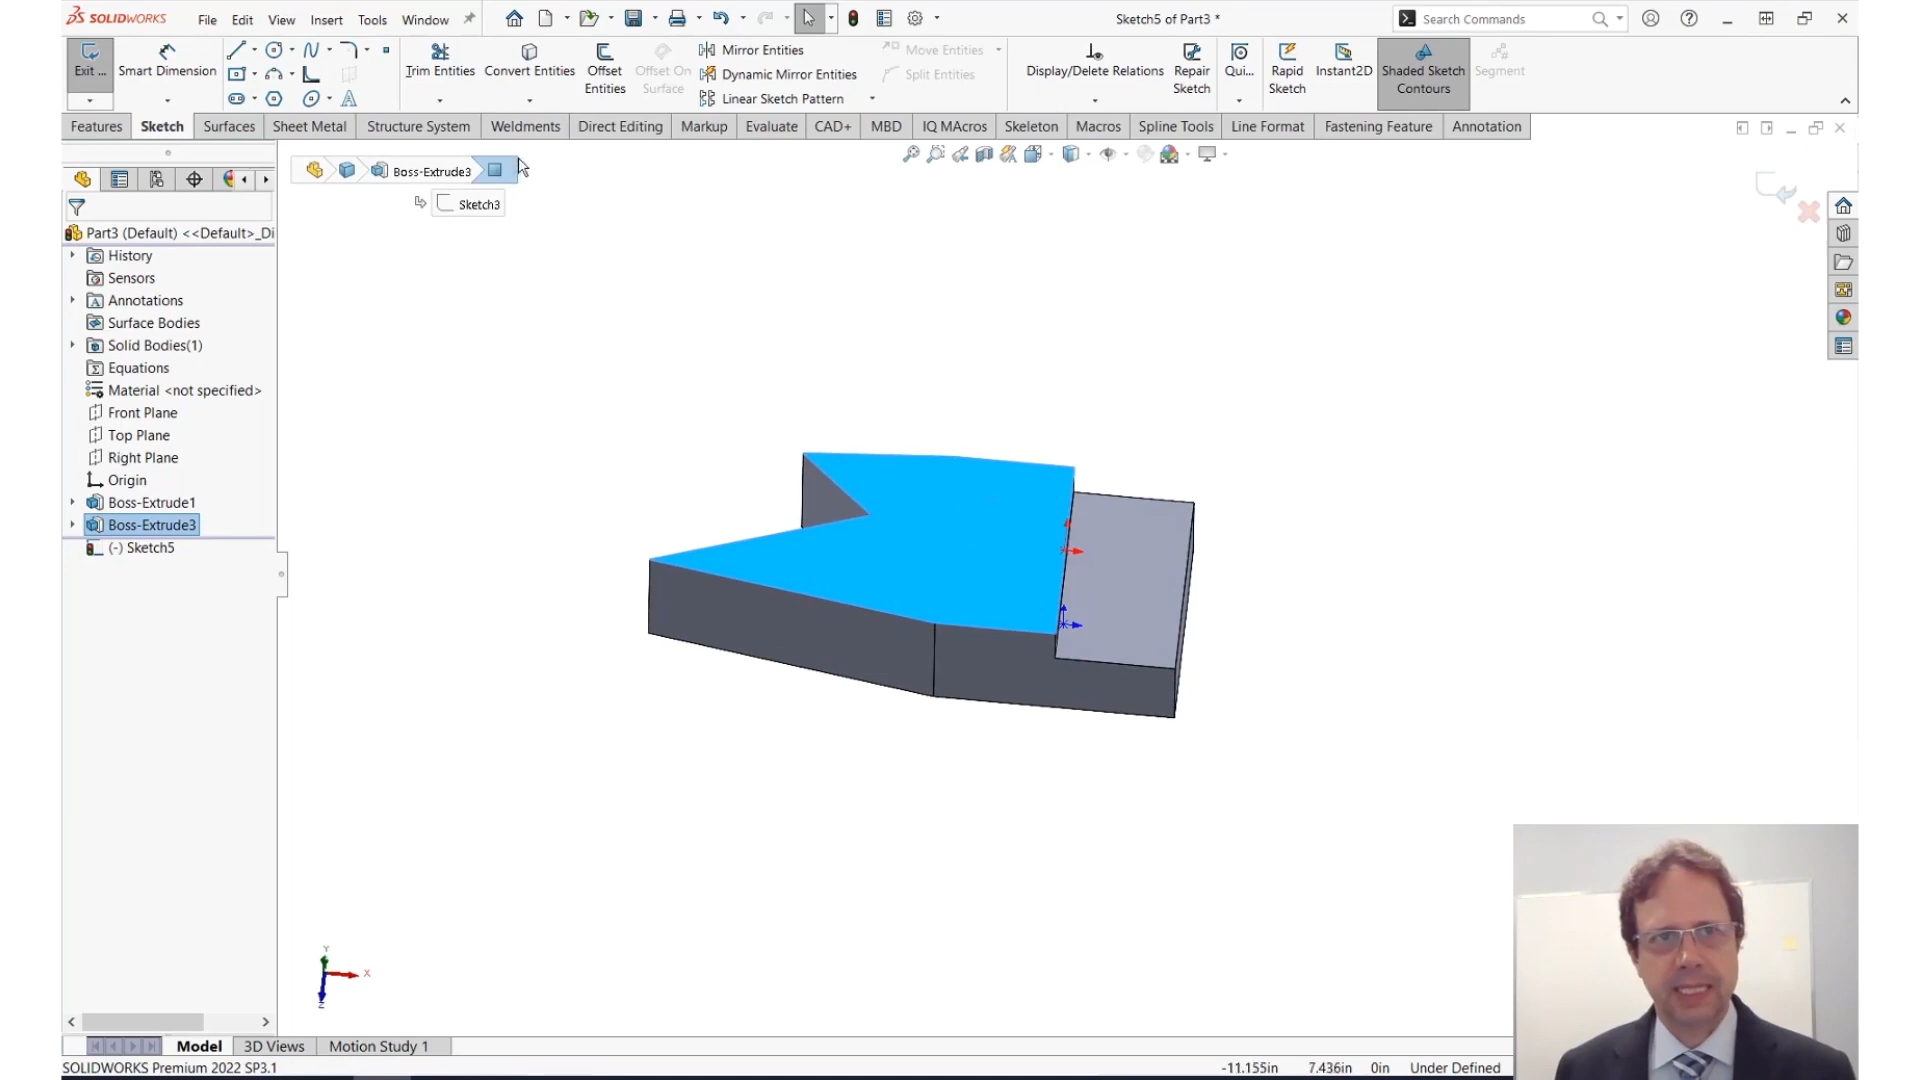 SOLIDWORKS File Edit View Insert Tools Window Sketch5 of Part3 * Search Commands
Exit ... Smart Dimension Trim Entities Convert Entities Offset Entities Offset On Surface Mirror Entities Dynamic Mirror Entities Linear Sketch Pattern Move Entities Split Entities Display/Delete Relations Repair Sketch Qui... Rapid Sketch Instant2D Shaded Sketch Contours Segment
Features Sketch Surfaces Sheet Metal Structure System Weldments Direct Editing Markup Evaluate CAD+ MBD IQ MAcros Skeleton Macros Spline Tools Line Format Fastening Feature Annotation
Boss-Extrude3
Sketch3
Part3 (Default) <<Default>_Di
History
Sensors
Annotations
Surface Bodies
Solid Bodies(1)
Equations
Material <not specified>
Front Plane
Top Plane
Right Plane
Origin
Boss-Extrude1
Boss-Extrude3
(-) Sketch5
Y
X
Z
Model 3D Views Motion Study 1
SOLIDWORKS Premium 2022 SP3.1 -11.155in 7.436in 0in Under Defined